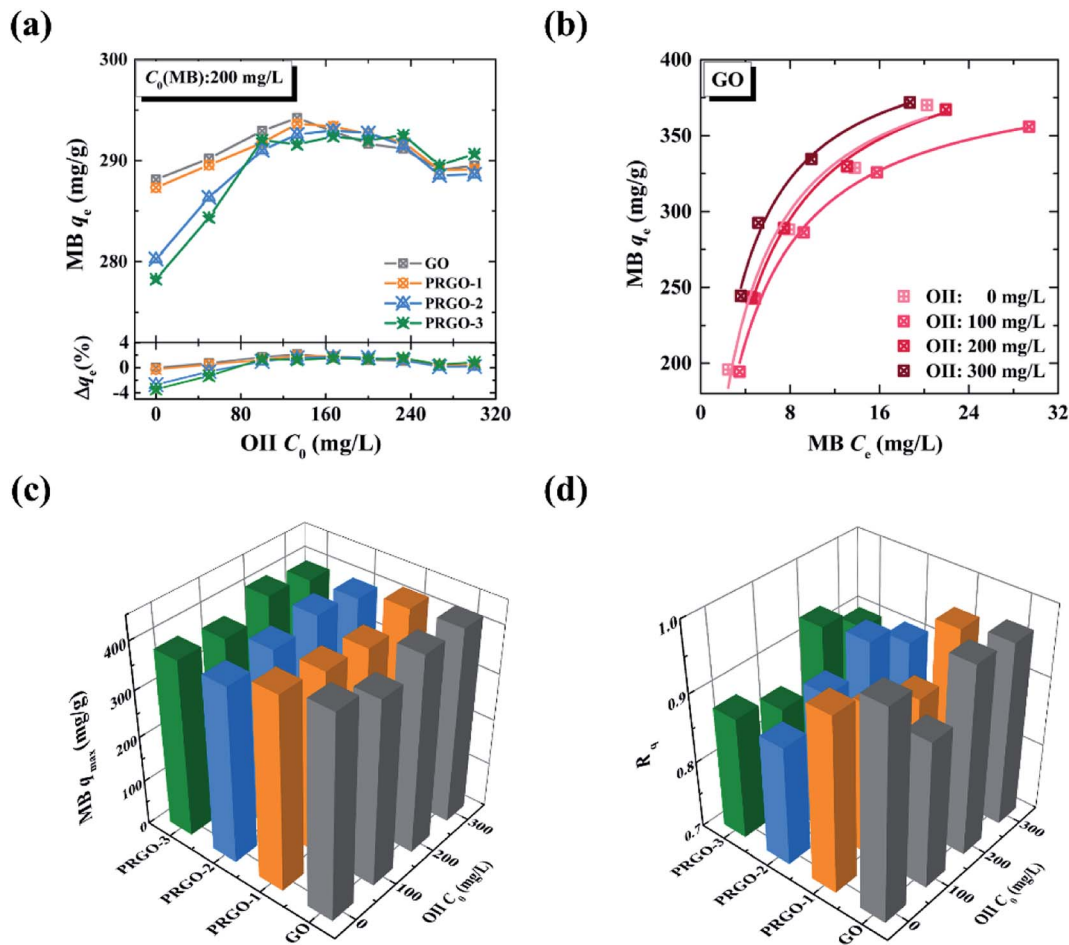 (a)
300
290
280
MB qe (mg/g)
C0(MB):200 mg/L
GO
PRGO-1
PRGO-2
PRGO-3
4
0
-4
Δqe(%)
0 80 160 240 320
OII C0 (mg/L)
(b)
400
350
300
250
200
MB qe (mg/g)
GO
OII: 0 mg/L
OII: 100 mg/L
OII: 200 mg/L
OII: 300 mg/L
0 8 16 24 32
MB Ce (mg/L)
(c)
400
300
200
100
0
MB qmax (mg/g)
PRGO-3
PRGO-2
PRGO-1
GO
0
100
200
300
OII C0 (mg/L)
(d)
1.0
0.9
0.8
0.7
Rq
PRGO-3
PRGO-2
PRGO-1
GO
0
100
200
300
OII C0 (mg/L)